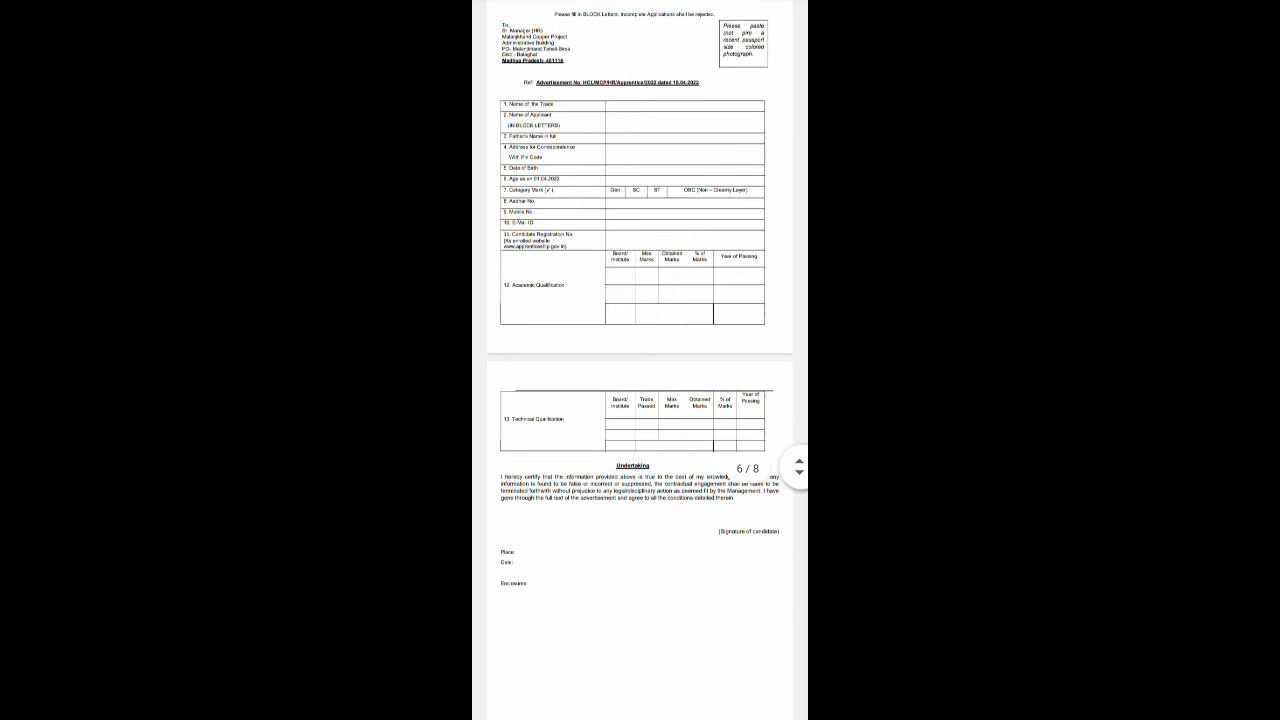 Please fill in BLOCK Letters. Incomplete Applications shall be rejected.
To,
Sr. Manager (HR)
Malanjkhand Copper Project
Administrative Building
PO- Malanjkhand,Tehsil-Birsa
Dist: - Balaghat
Madhya Pradesh- 481116
Please paste
(not pin) a
recent passport
size colored
photograph.
Ref: Advertisement No. HCL/MCP/HR/Apprentice/2022 dated 16.04.2022
1. Name of the Trade
2. Name of Applicant
(IN BLOCK LETTERS)
3. Father's Name in full
4. Address for Correspondence
With Pin Code
5. Date of Birth
6. Age as on 01.04.2022
7. Category Mark (✓) Gen SC ST OBC (Non – Creamy Layer)
8. Aadhar No.
9. Mobile No.
10. E-Mail ID
11. Candidate Registration No
(As enrolled website
www.apprenticeship.gov.in)
12. Academic Qualification
Board/ Max Obtained % of Year of Passing
Institute Marks Marks Marks
13. Technical Qualification
Board/ Trade Max Obtained % of Year of
Institute Passed Marks Marks Marks Passing
Undertaking
6 / 8
I hereby certify that the information provided above is true to the best of my knowledg any
information is found to be false or incorrect or suppressed, the contractual engagement shall be liable to be
terminated forthwith without prejudice to any legal/disciplinary action as deemed fit by the Management. I have
gone through the full text of the advertisement and agree to all the conditions detailed therein
(Signature of candidate)
Place:
Date:
Enclosures: